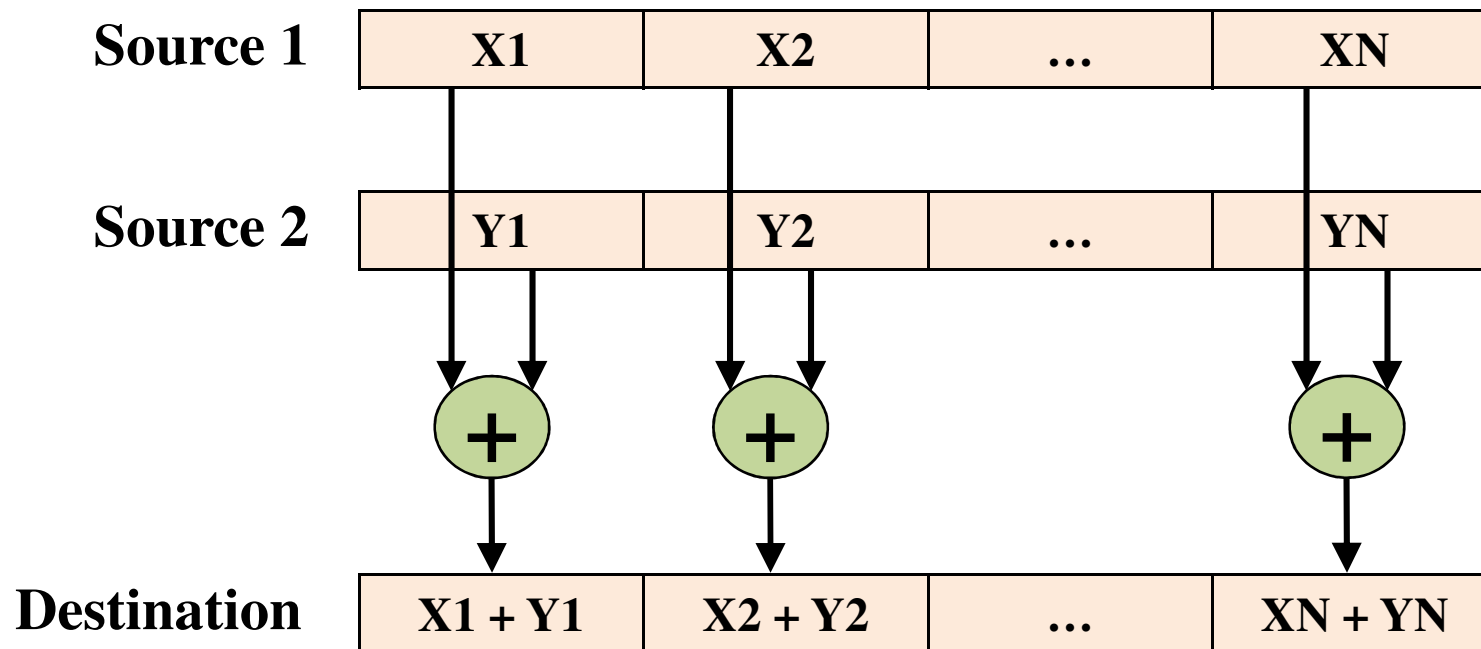 Source 1 X1 X2 ... XN
Source 2 Y1 Y2 ... YN
+ + +
Destination X1 + Y1 X2 + Y2 ... XN + YN